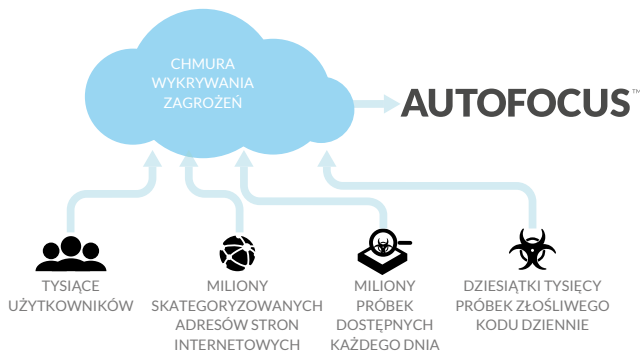 CHMURA
WYKRYWANIA
ZAGROŻEŃ
AUTOFOCUS™
TYSIĄCE
UŻYTKOWNIKÓW
MILIONY
SKATEGORYZOWANYCH
ADRESÓW STRON
INTERNETOWYCH
MILIONY
PRÓBEK
DOSTĘPNYCH
KAŻDEGO DNIA
DZIESIĄTKI TYSIĘCY
PRÓBEK ZŁOŚLIWEGO
KODU DZIENNIE